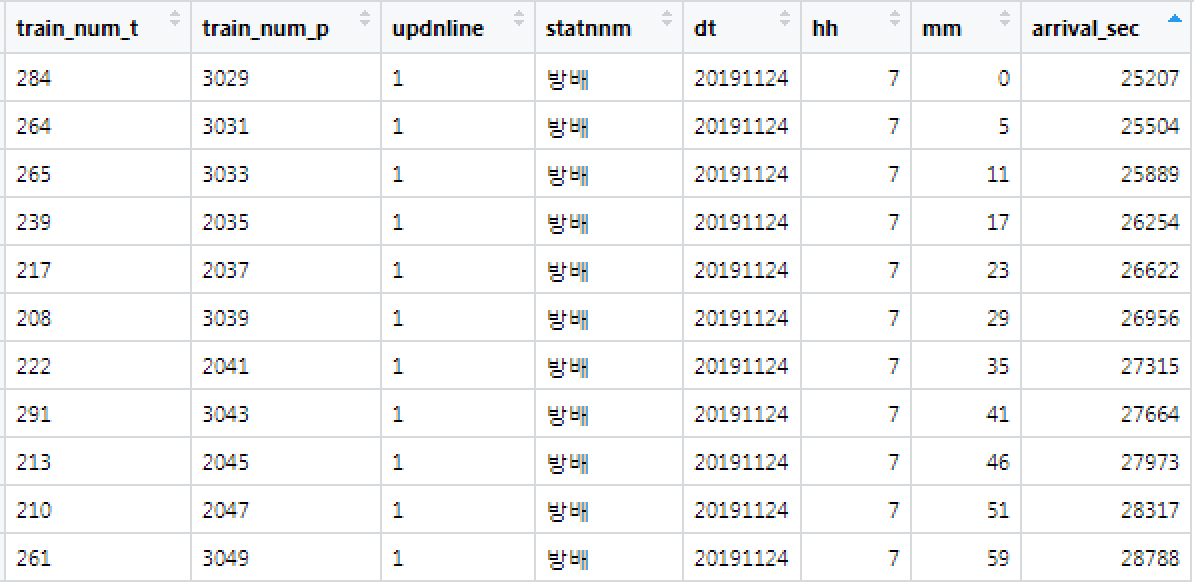 train_num_t train_num_p updnline statnnm dt hh mm arrival_sec
284 3029 1 방배 20191124 7 0 25207
264 3031 1 방배 20191124 7 5 25504
265 3033 1 방배 20191124 7 11 25889
239 2035 1 방배 20191124 7 17 26254
217 2037 1 방배 20191124 7 23 26622
208 3039 1 방배 20191124 7 29 26956
222 2041 1 방배 20191124 7 35 27315
291 3043 1 방배 20191124 7 41 27664
213 2045 1 방배 20191124 7 46 27973
210 2047 1 방배 20191124 7 51 28317
261 3049 1 방배 20191124 7 59 28788